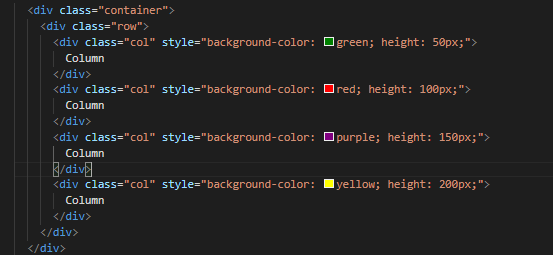 <div class="container">
<div class="row">
<div class="col" style="background-color: green; height: 50px;">
Column
</div>
<div class="col" style="background-color: red; height: 100px;">
Column
</div>
<div class="col" style="background-color: purple; height: 150px;">
Column
</div>
<div class="col" style="background-color: yellow; height: 200px;">
Column
</div>
</div>
</div>